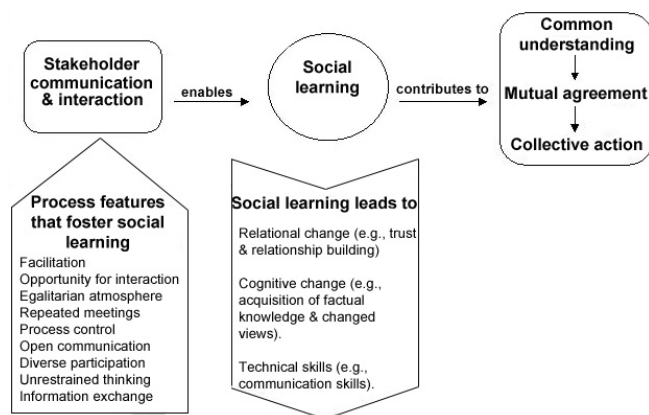 Stakeholder
communication
& interaction
enables
Social
learning
contributes to
Common
understanding
Mutual agreement
Collective action
Process features
that foster social
learning
Facilitation
Opportunity for interaction
Egalitarian atmosphere
Repeated meetings
Process control
Open communication
Diverse participation
Unrestrained thinking
Information exchange
Social learning leads to
Relational change (e.g., trust
& relationship building)
Cognitive change (e.g.,
acquisition of factual
knowledge & changed
views).
Technical skills (e.g.,
communication skills).